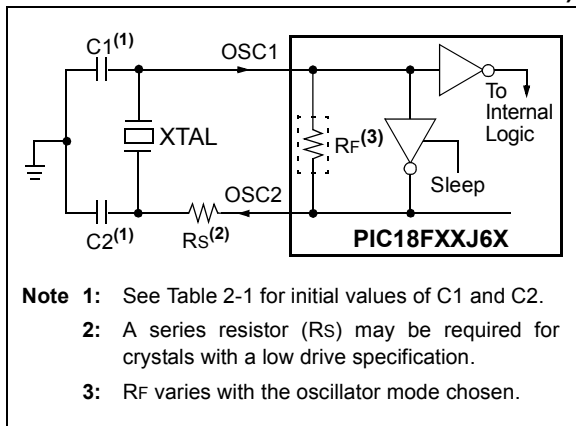 C1(1)
OSC1
To
Internal
Logic
XTAL
RF(3)
Sleep
OSC2
C2(1)
RS(2)
PIC18FXXJ6X
Note 1: See Table 2-1 for initial values of C1 and C2.
2: A series resistor (RS) may be required for
crystals with a low drive specification.
3: RF varies with the oscillator mode chosen.